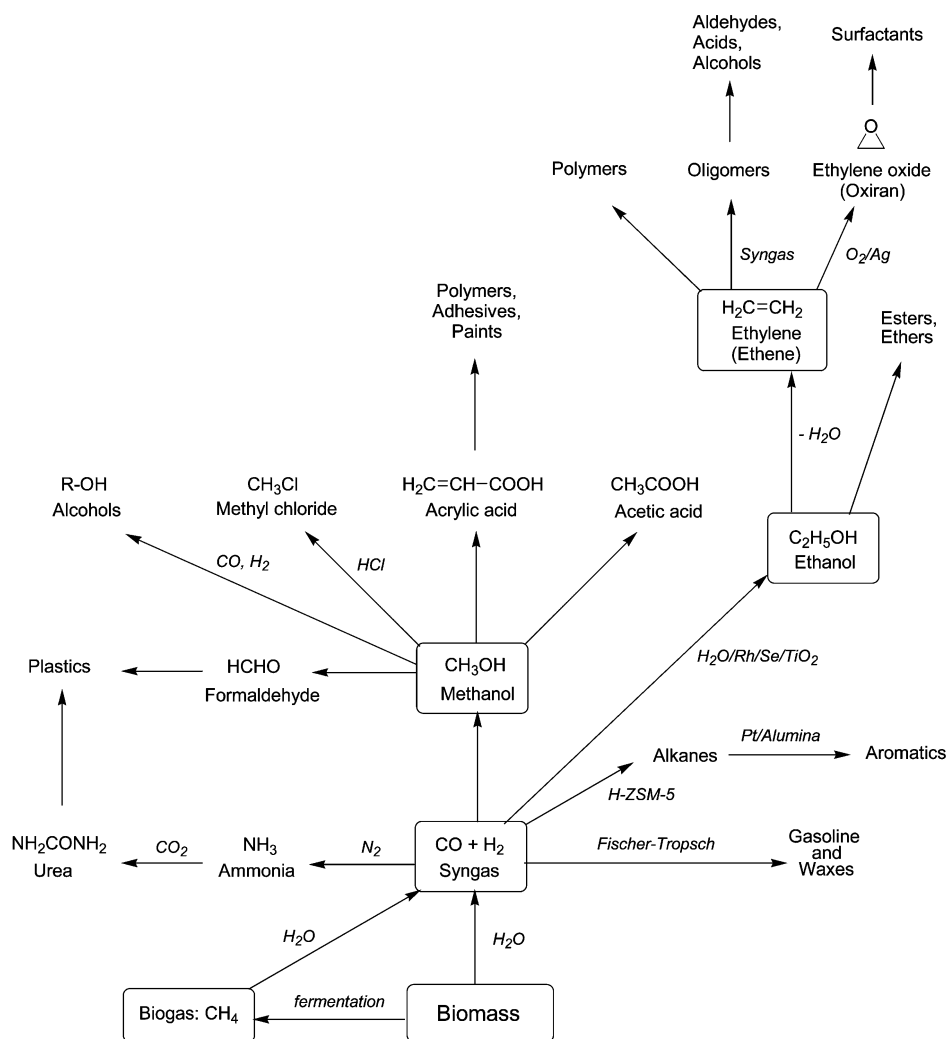 Aldehydes,
Acids,
Alcohols
Surfactants
O
Polymers
Oligomers
Ethylene oxide
(Oxiran)
Syngas
O₂/Ag
Polymers,
Adhesives,
Paints
H₂C=CH₂
Ethylene
(Ethene)
Esters,
Ethers
- H₂O
R-OH
Alcohols
CH₃Cl
Methyl chloride
H₂C=CH–COOH
Acrylic acid
CH₃COOH
Acetic acid
C₂H₅OH
Ethanol
CO, H₂
HCl
Plastics
HCHO
Formaldehyde
CH₃OH
Methanol
H₂O/Rh/Se/TiO₂
Alkanes
Pt/Alumina
Aromatics
H-ZSM-5
NH₂CONH₂
Urea
CO₂
NH₃
Ammonia
N₂
CO + H₂
Syngas
Fischer-Tropsch
Gasoline
and
Waxes
H₂O
H₂O
Biogas: CH₄
fermentation
Biomass